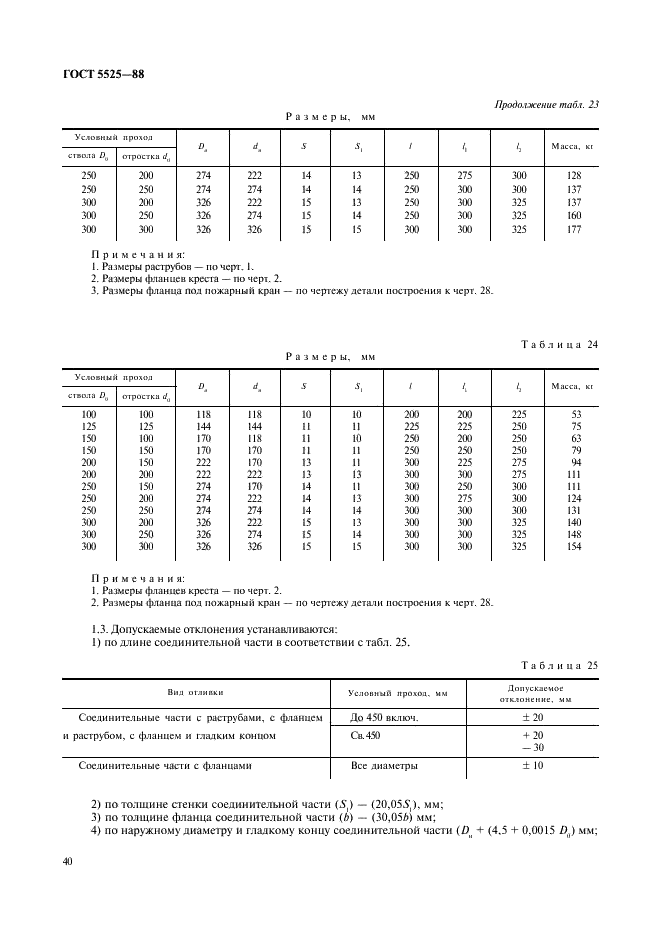 ГОСТ 5525—88
Продолжение табл. 23
Размеры, мм
Условный проход
ствола D₀ отростка d₀ Dн dн S S₁ l l₁ l₂ Масса, кг
250 200 274 222 14 13 250 275 300 128
250 250 274 274 14 14 250 300 300 137
300 200 326 222 15 13 250 300 325 137
300 250 326 274 15 14 250 300 325 160
300 300 326 326 15 15 300 300 325 177
Примечания:
1. Размеры раструбов — по черт. 1.
2. Размеры фланцев креста — по черт. 2.
3. Размеры фланца под пожарный кран — по чертежу детали построения к черт. 28.
Таблица 24
Размеры, мм
Условный проход
ствола D₀ отростка d₀ Dн dн S S₁ l l₁ l₂ Масса, кг
100 100 118 118 10 10 200 200 225 53
125 125 144 144 11 11 225 225 250 75
150 100 170 118 11 10 250 200 250 63
150 150 170 170 11 11 250 250 250 79
200 150 222 170 13 11 300 225 275 94
200 200 222 222 13 13 300 300 275 111
250 150 274 170 14 11 300 250 300 111
250 200 274 222 14 13 300 275 300 124
250 250 274 274 14 14 300 300 300 131
300 200 326 222 15 13 300 300 325 140
300 250 326 274 15 14 300 300 325 148
300 300 326 326 15 15 300 300 325 154
Примечания:
1. Размеры фланцев креста — по черт. 2.
2. Размеры фланца под пожарный кран — по чертежу детали построения к черт. 28.
1.3. Допускаемые отклонения устанавливаются:
1) по длине соединительной части в соответствии с табл. 25.
Таблица 25
Вид отливки Условный проход, мм Допускаемое
отклонение, мм
Соединительные части с раструбами, с фланцем До 450 включ. ± 20
и раструбом, с фланцем и гладким концом Св.450 + 20
— 30
Соединительные части с фланцами Все диаметры ± 10
2) по толщине стенки соединительной части (S₁) — (20,05S₁), мм;
3) по толщине фланца соединительной части (b) — (30,05b) мм;
4) по наружному диаметру и гладкому концу соединительной части (Dн + (4,5 + 0,0015 D₀) мм;
40